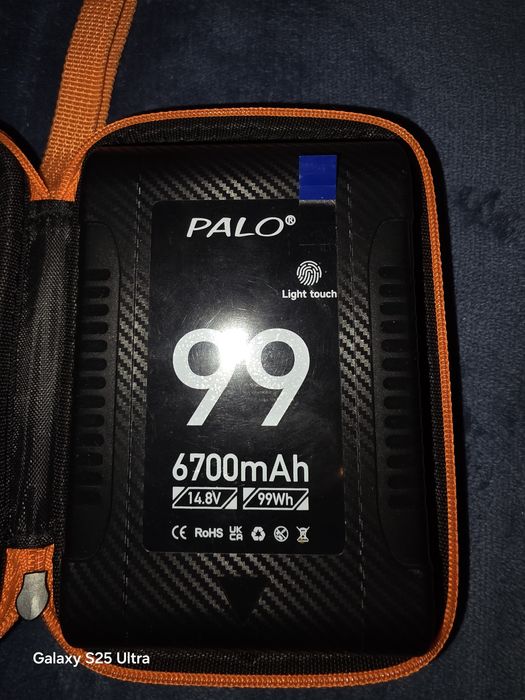 PALO®
Light touch
99
6700mAh
14.8V 99Wh
CE RoHS UK CA
Galaxy S25 Ultra